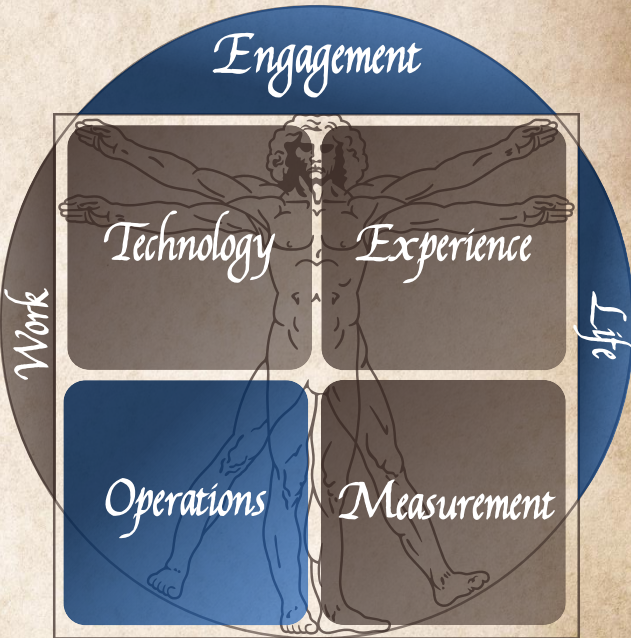 Engagement
Technology
Experience
Work
Life
Operations
Measurement